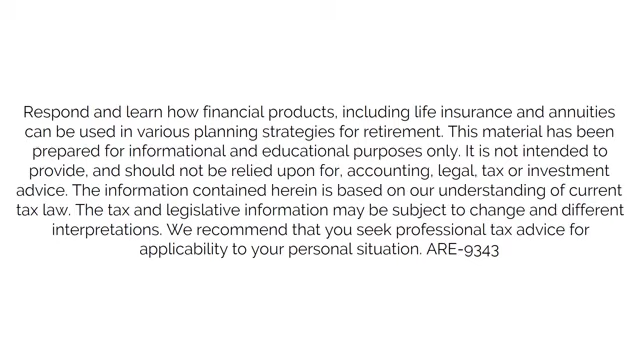 Respond and learn how financial products, including life insurance and annuities
can be used in various planning strategies for retirement. This material has been
prepared for informational and educational purposes only. It is not intended to
provide, and should not be relied upon for, accounting, legal, tax or investment
advice. The information contained herein is based on our understanding of current
tax law. The tax and legislative information may be subject to change and different
interpretations. We recommend that you seek professional tax advice for
applicability to your personal situation. ARE-9343